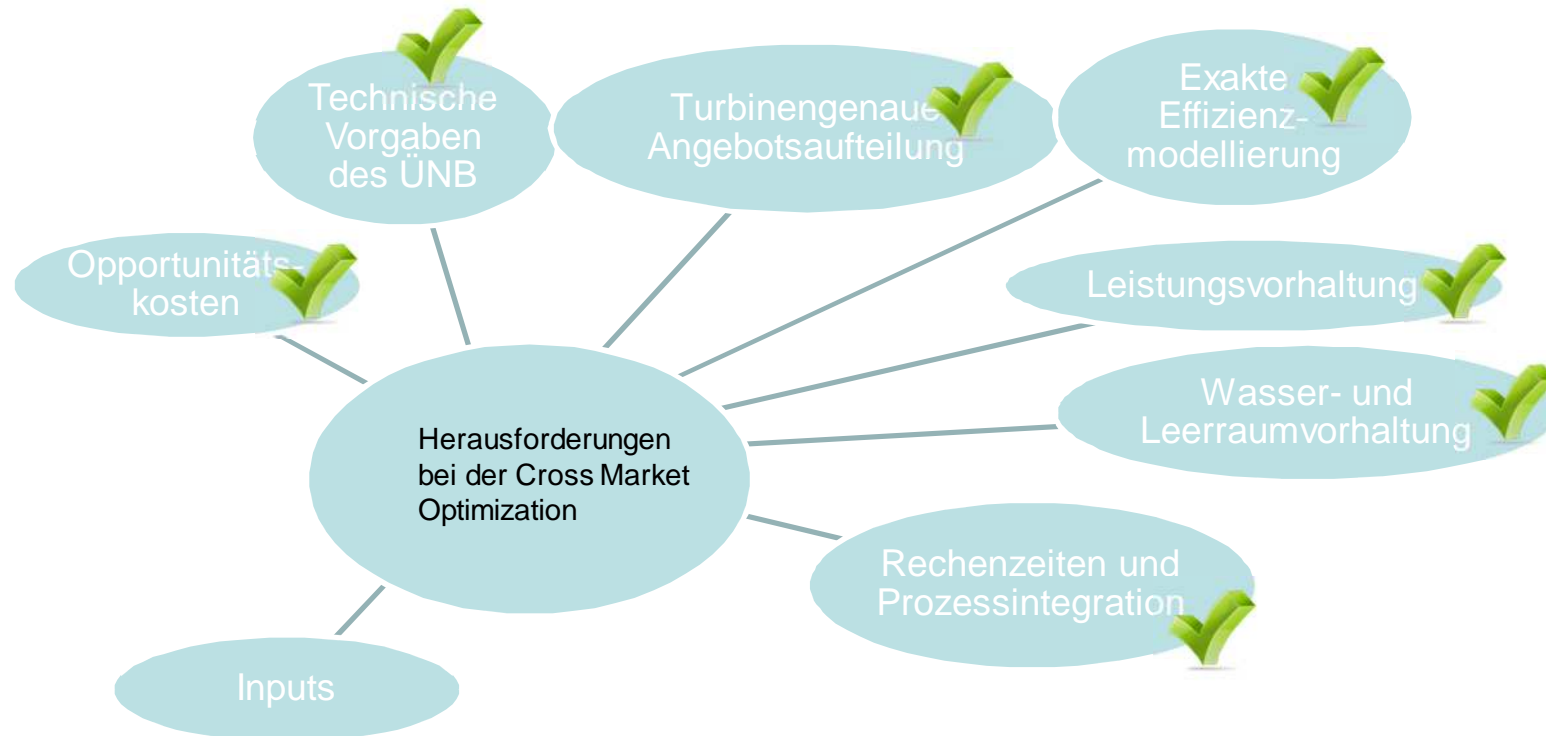 Technische
Vorgaben
des ÜNB
Turbinengenaue
Angebotsaufteilung
Exakte
Effizienz-
modellierung
Opportunitäts-
kosten
Leistungsvorhaltung
Wasser- und
Leerraumvorhaltung
Herausforderungen
bei der Cross Market
Optimization
Rechenzeiten und
Prozessintegration
Inputs